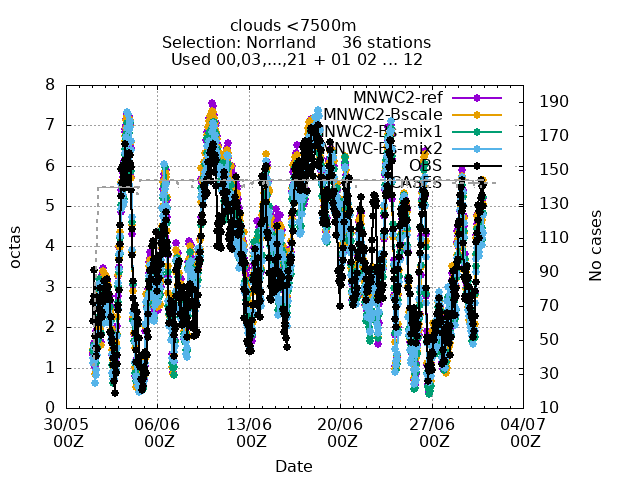 clouds <7500m
Selection: Norrland 36 stations
Used 00,03,...,21 + 01 02 ... 12
MNWC2-ref
MNWC2-Bscale
OBS
CASES
octas
8
7
6
5
4
3
2
1
0
No cases
190
170
150
130
110
90
70
50
30
10
30/05 06/06 13/06 20/06 27/06 04/07
00Z 00Z 00Z 00Z 00Z 00Z
Date